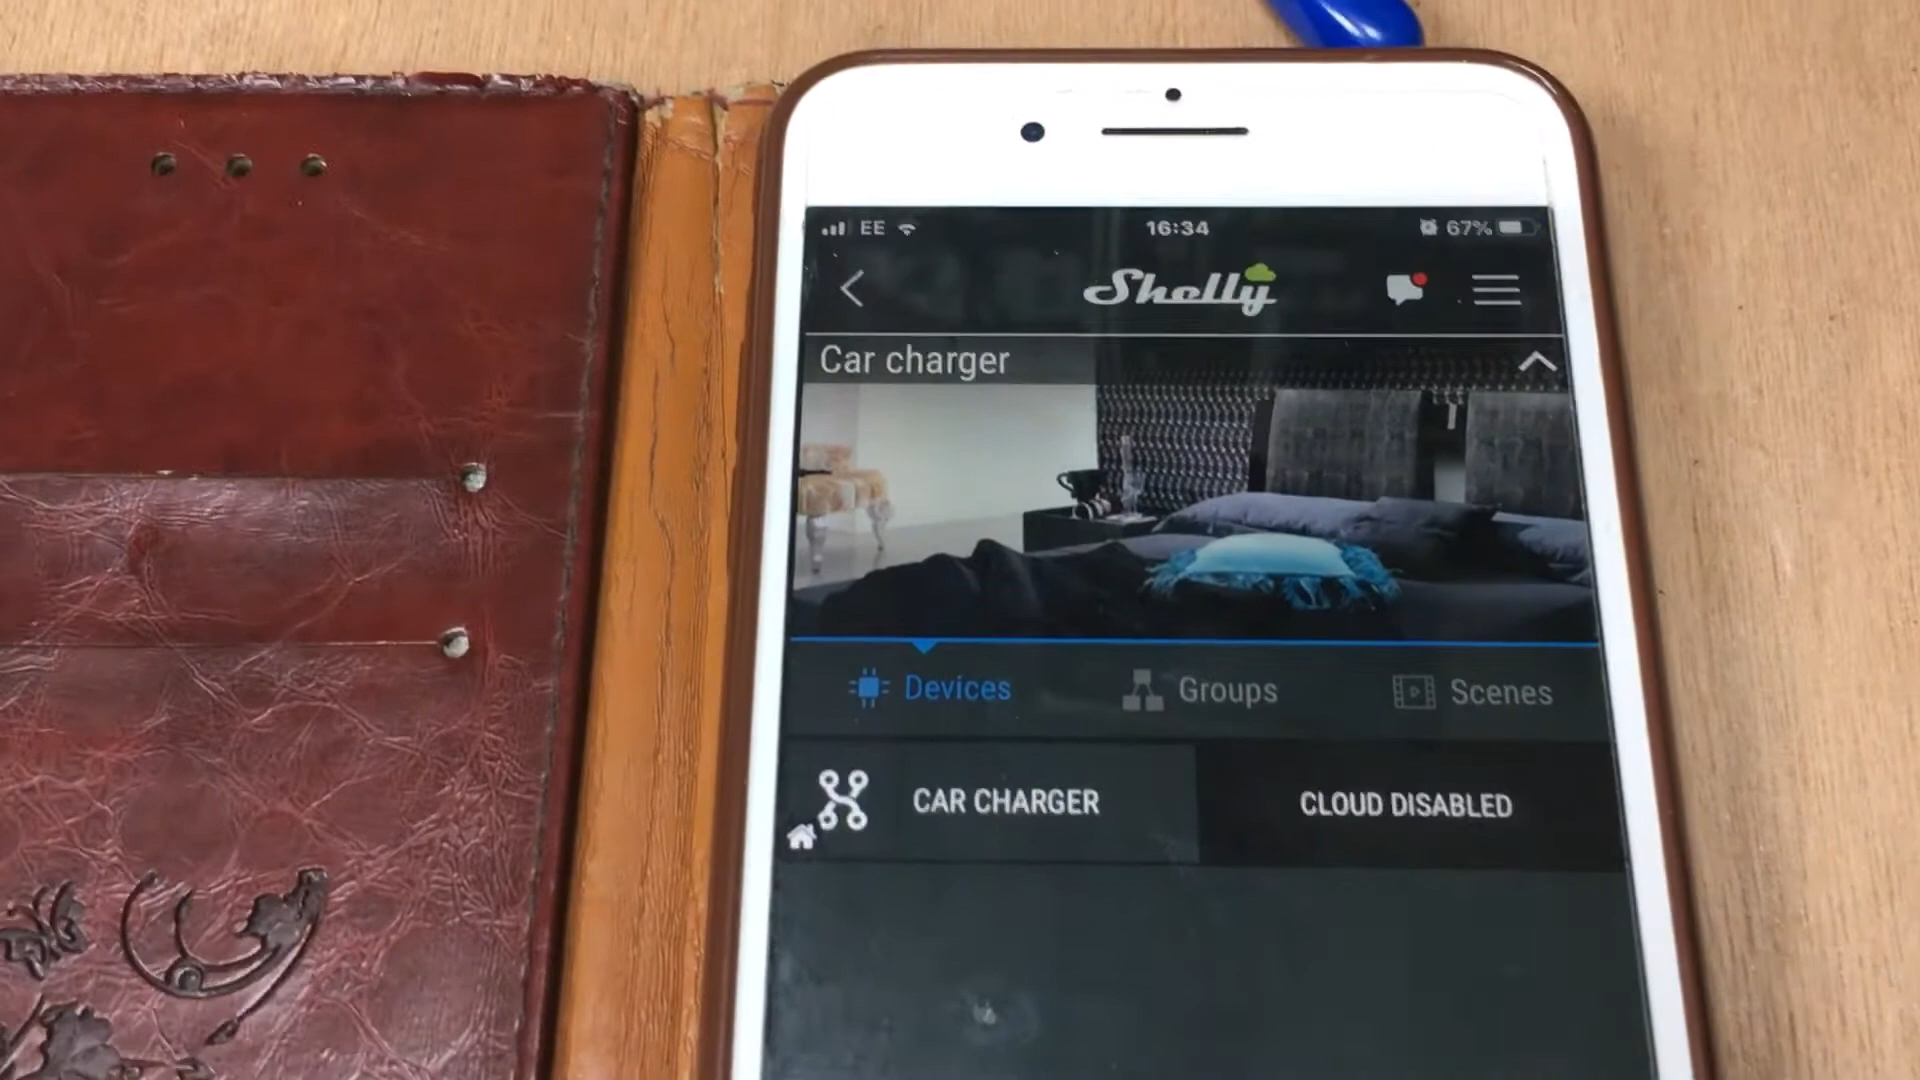 EE 16:34 67%
Shelly
Car charger
Devices Groups Scenes
CAR CHARGER CLOUD DISABLED